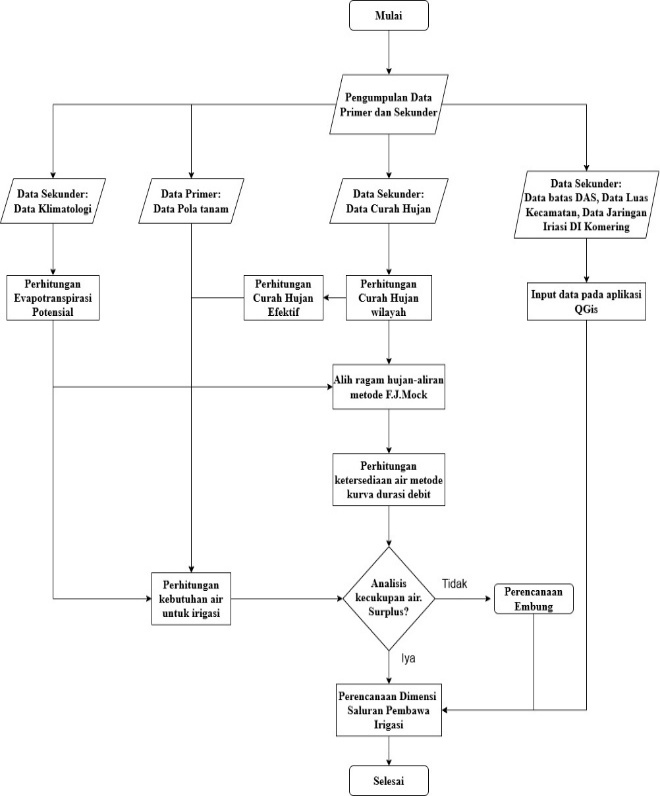 Mulai
Pengumpulan Data
Primer dan Sekunder
Data Sekunder:
Data Klimatologi
Data Primer:
Data Pola tanam
Data Sekunder:
Data Curah Hujan
Data Sekunder:
Data batas DAS, Data Luas
Kecamatan, Data Jaringan
Iriasi DI Komering
Perhitungan
Evapotranspirasi
Potensial
Perhitungan
Curah Hujan
Efektif
Perhitungan
Curah Hujan
wilayah
Input data pada aplikasi
QGis
Alih ragam hujan-aliran
metode F.J.Mock
Perhitungan
ketersediaan air metode
kurva durasi debit
Perhitungan
kebutuhan air
untuk irigasi
Analisis
kecukupan air.
Surplus?
Tidak
Perencanaan
Embung
Iya
Perencanaan Dimensi
Saluran Pembawa
Irigasi
Selesai